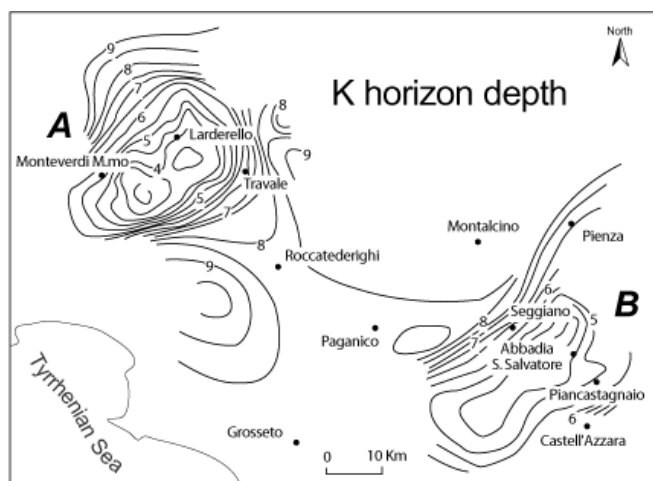 North
K horizon depth
A
B
9
8
7
6
5
4
Larderello
Monteverdi M.mo
Travale
5
7
8
8
9
Roccatederighi
9
Montalcino
Pienza
Paganico
8
7
6
5
Seggiano
Abbadia
S. Salvatore
Piancastagnaio
6
Castell'Azzara
Grosseto
Tyrrhenian Sea
0 10 Km